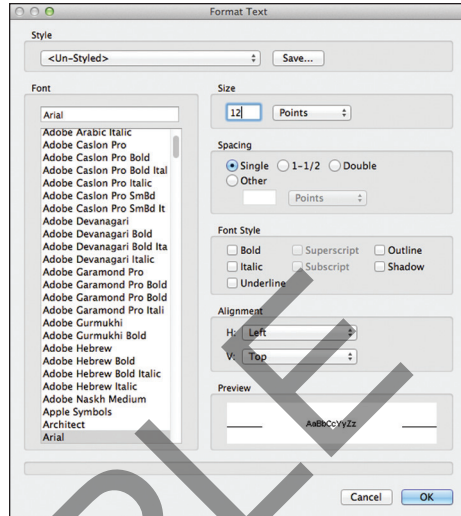 Format Text
Style
<Un-Styled>
Save...
Font
Arial
Adobe Arabic Italic
Adobe Caslon Pro
Adobe Caslon Pro Bold
Adobe Caslon Pro Bold Ital
Adobe Caslon Pro Italic
Adobe Caslon Pro SmBd
Adobe Caslon Pro SmBd It
Adobe Devanagari
Adobe Devanagari Bold
Adobe Devanagari Bold Ita
Adobe Devanagari Italic
Adobe Garamond Pro
Adobe Garamond Pro Bold
Adobe Garamond Pro Bold
Adobe Garamond Pro Itali
Adobe Gurmukhi
Adobe Gurmukhi Bold
Adobe Hebrew
Adobe Hebrew Bold
Adobe Hebrew Bold Italic
Adobe Hebrew Italic
Adobe Naskh Medium
Apple Symbols
Architect
Arial
Size
12 Points
Spacing
Single 1-1/2 Double
Other
Points
Font Style
Bold Superscript Outline
Italic Subscript Shadow
Underline
Alignment
H: Left
V: Top
Preview
AaBbCcYyZz
Cancel OK
PLE